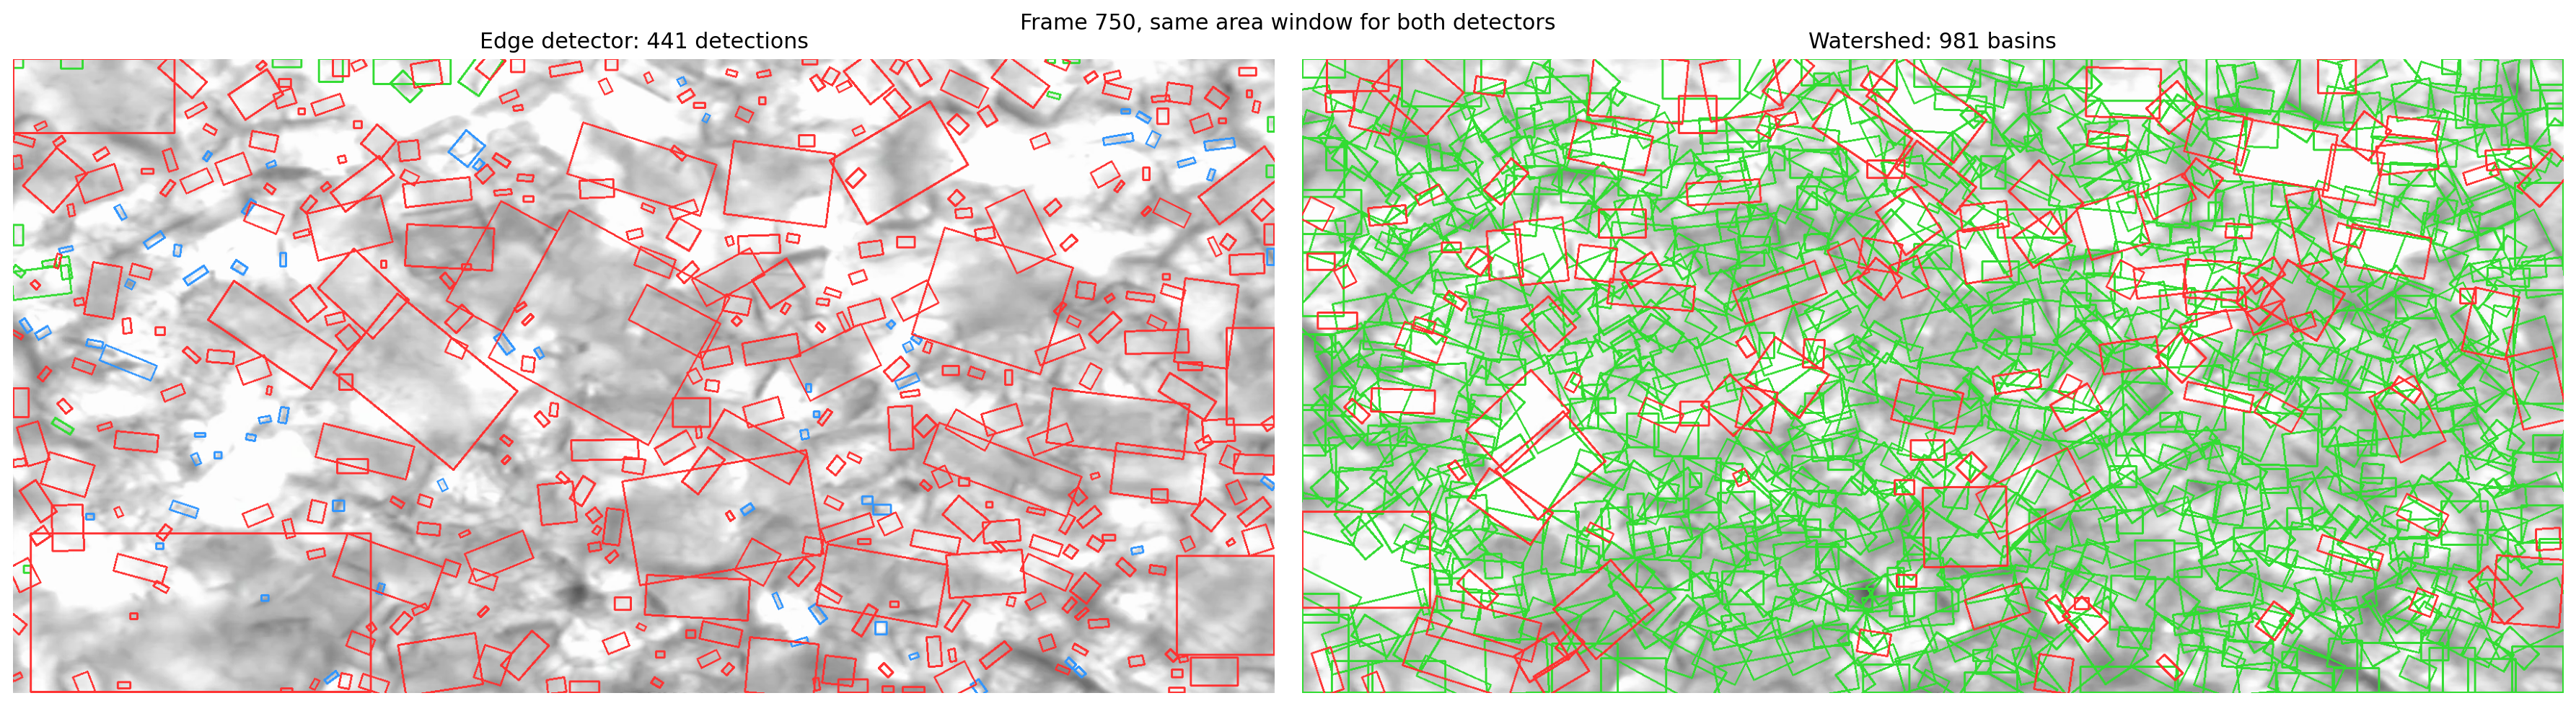 Frame 750, same area window for both detectors
Edge detector: 441 detections
Watershed: 981 basins